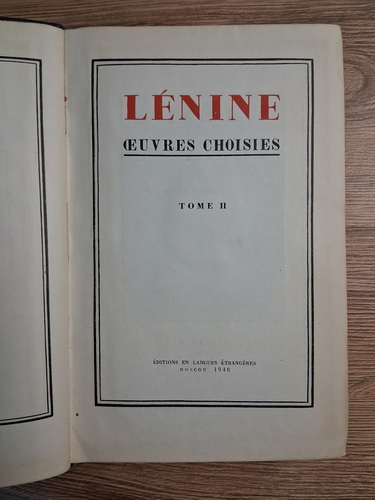 LÉNINE
ŒUVRES CHOISIES
TOME II
ÉDITIONS EN LANGUES ÉTRANGÈRES
MOSCOU 1948